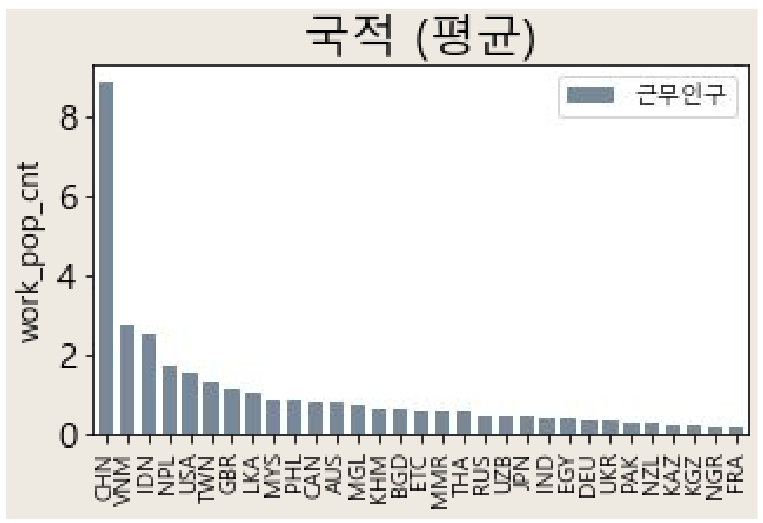 국적 (평균)
근무인구
work_pop_cnt
8
6
4
2
0
CHN VNM IDN NPL USA TWN GBR LKA MYS PHL CAN AUS MGL KHM BGD ETC MMR THA RUS UZB JPN IND EGY DEU UKR PAK NZL KAZ KGZ NGR FRA